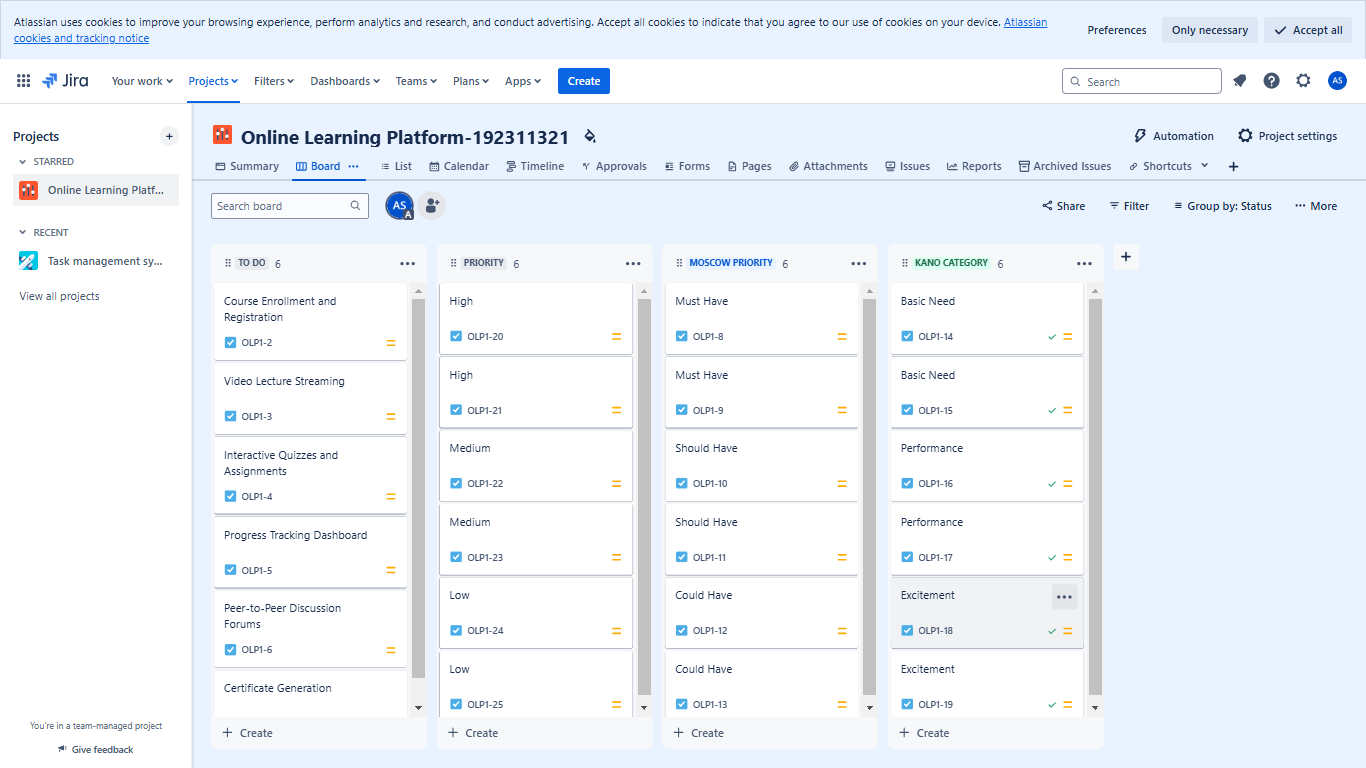 Atlassian uses cookies to improve your browsing experience, perform analytics and research, and conduct advertising. Accept all cookies to indicate that you agree to our use of cookies on your device. Atlassian
cookies and tracking notice
Preferences
Only necessary
Accept all
Jira
Your work
Projects
Filters
Dashboards
Teams
Plans
Apps
Create
Search
AS
Projects
STARRED
Online Learning Platf...
RECENT
Task management sy...
View all projects
You're in a team-managed project
Give feedback
Online Learning Platform-192311321
Automation
Project settings
Summary
Board
List
Calendar
Timeline
Approvals
Forms
Pages
Attachments
Issues
Reports
Archived Issues
Shortcuts
Search board
AS
A
Share
Filter
Group by: Status
More
TO DO 6
Course Enrollment and
Registration
OLP1-2
Video Lecture Streaming
OLP1-3
Interactive Quizzes and
Assignments
OLP1-4
Progress Tracking Dashboard
OLP1-5
Peer-to-Peer Discussion
Forums
OLP1-6
Certificate Generation
Create
PRIORITY 6
High
OLP1-20
High
OLP1-21
Medium
OLP1-22
Medium
OLP1-23
Low
OLP1-24
Low
OLP1-25
Create
MOSCOW PRIORITY 6
Must Have
OLP1-8
Must Have
OLP1-9
Should Have
OLP1-10
Should Have
OLP1-11
Could Have
OLP1-12
Could Have
OLP1-13
Create
KANO CATEGORY 6
Basic Need
OLP1-14
Basic Need
OLP1-15
Performance
OLP1-16
Performance
OLP1-17
Excitement
OLP1-18
Excitement
OLP1-19
Create